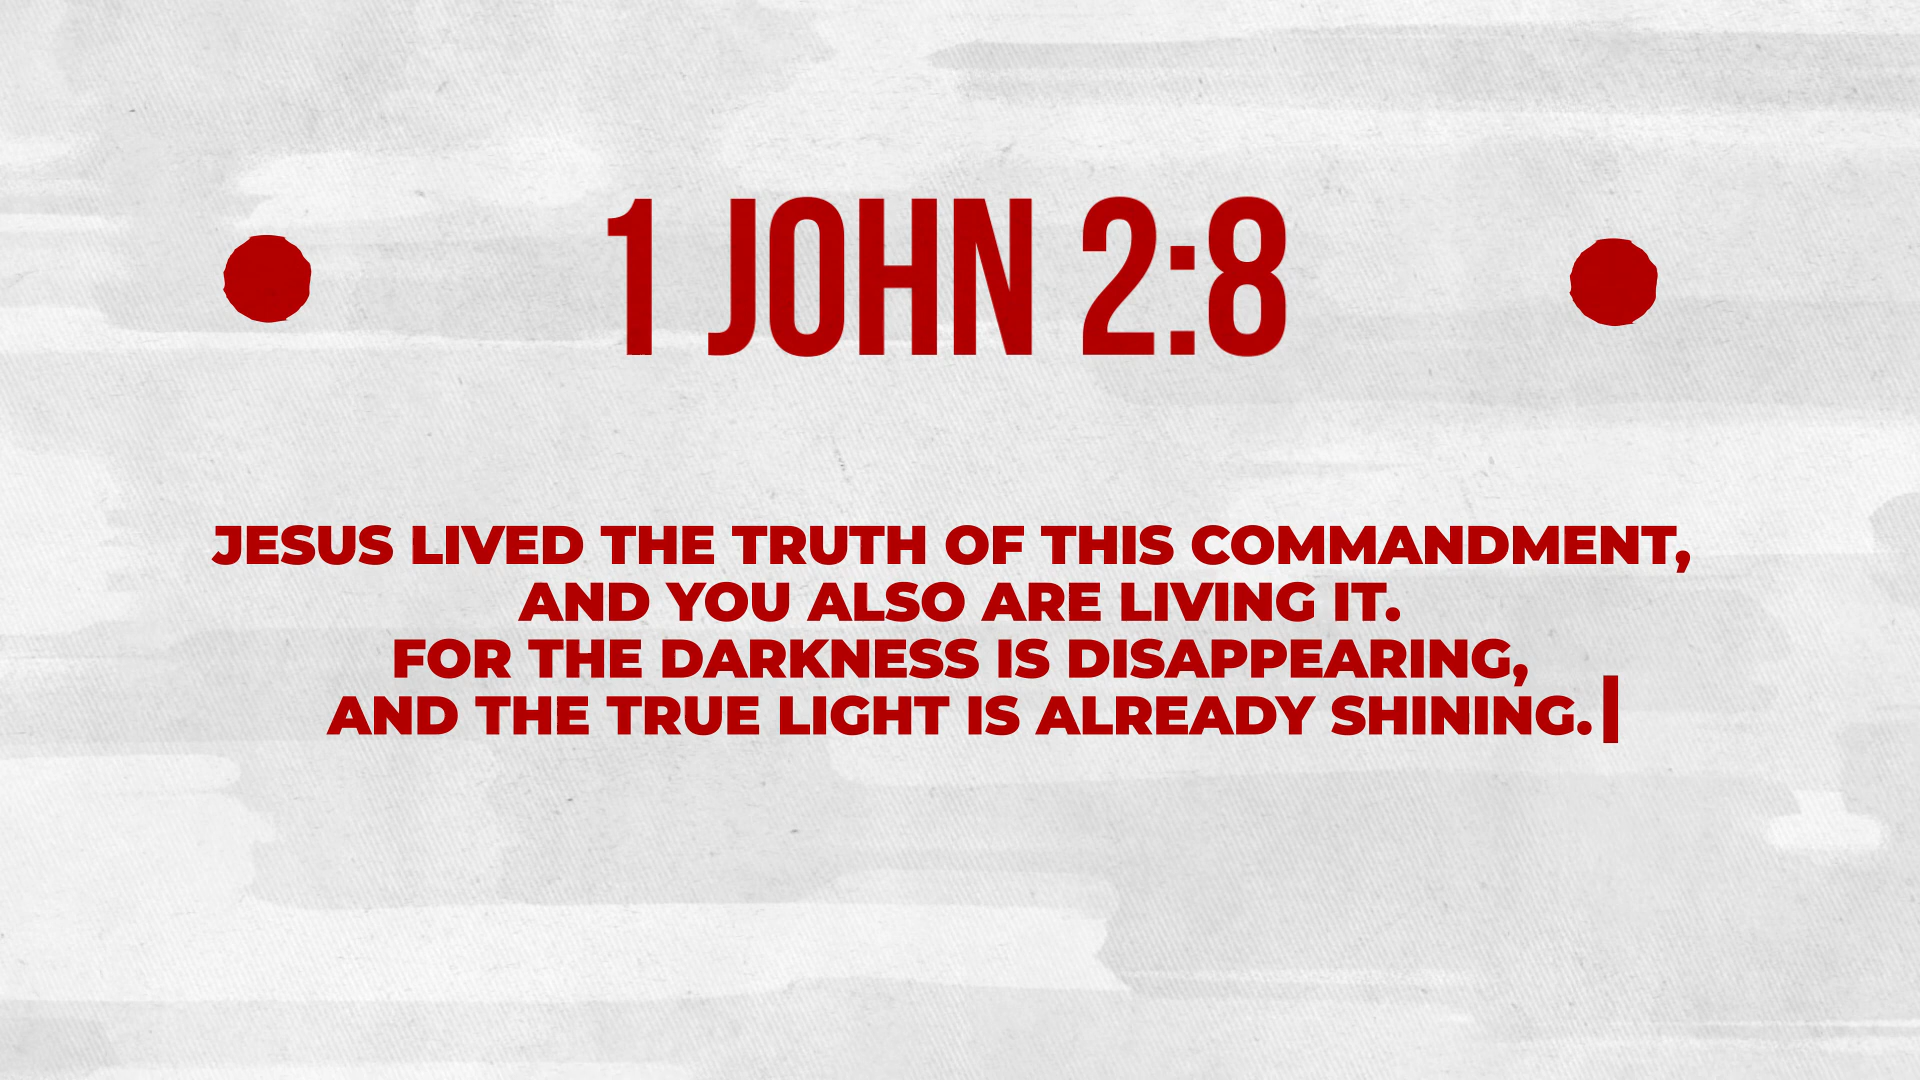 1 JOHN 2:8
JESUS LIVED THE TRUTH OF THIS COMMANDMENT,
AND YOU ALSO ARE LIVING IT.
FOR THE DARKNESS IS DISAPPEARING,
AND THE TRUE LIGHT IS ALREADY SHINING.